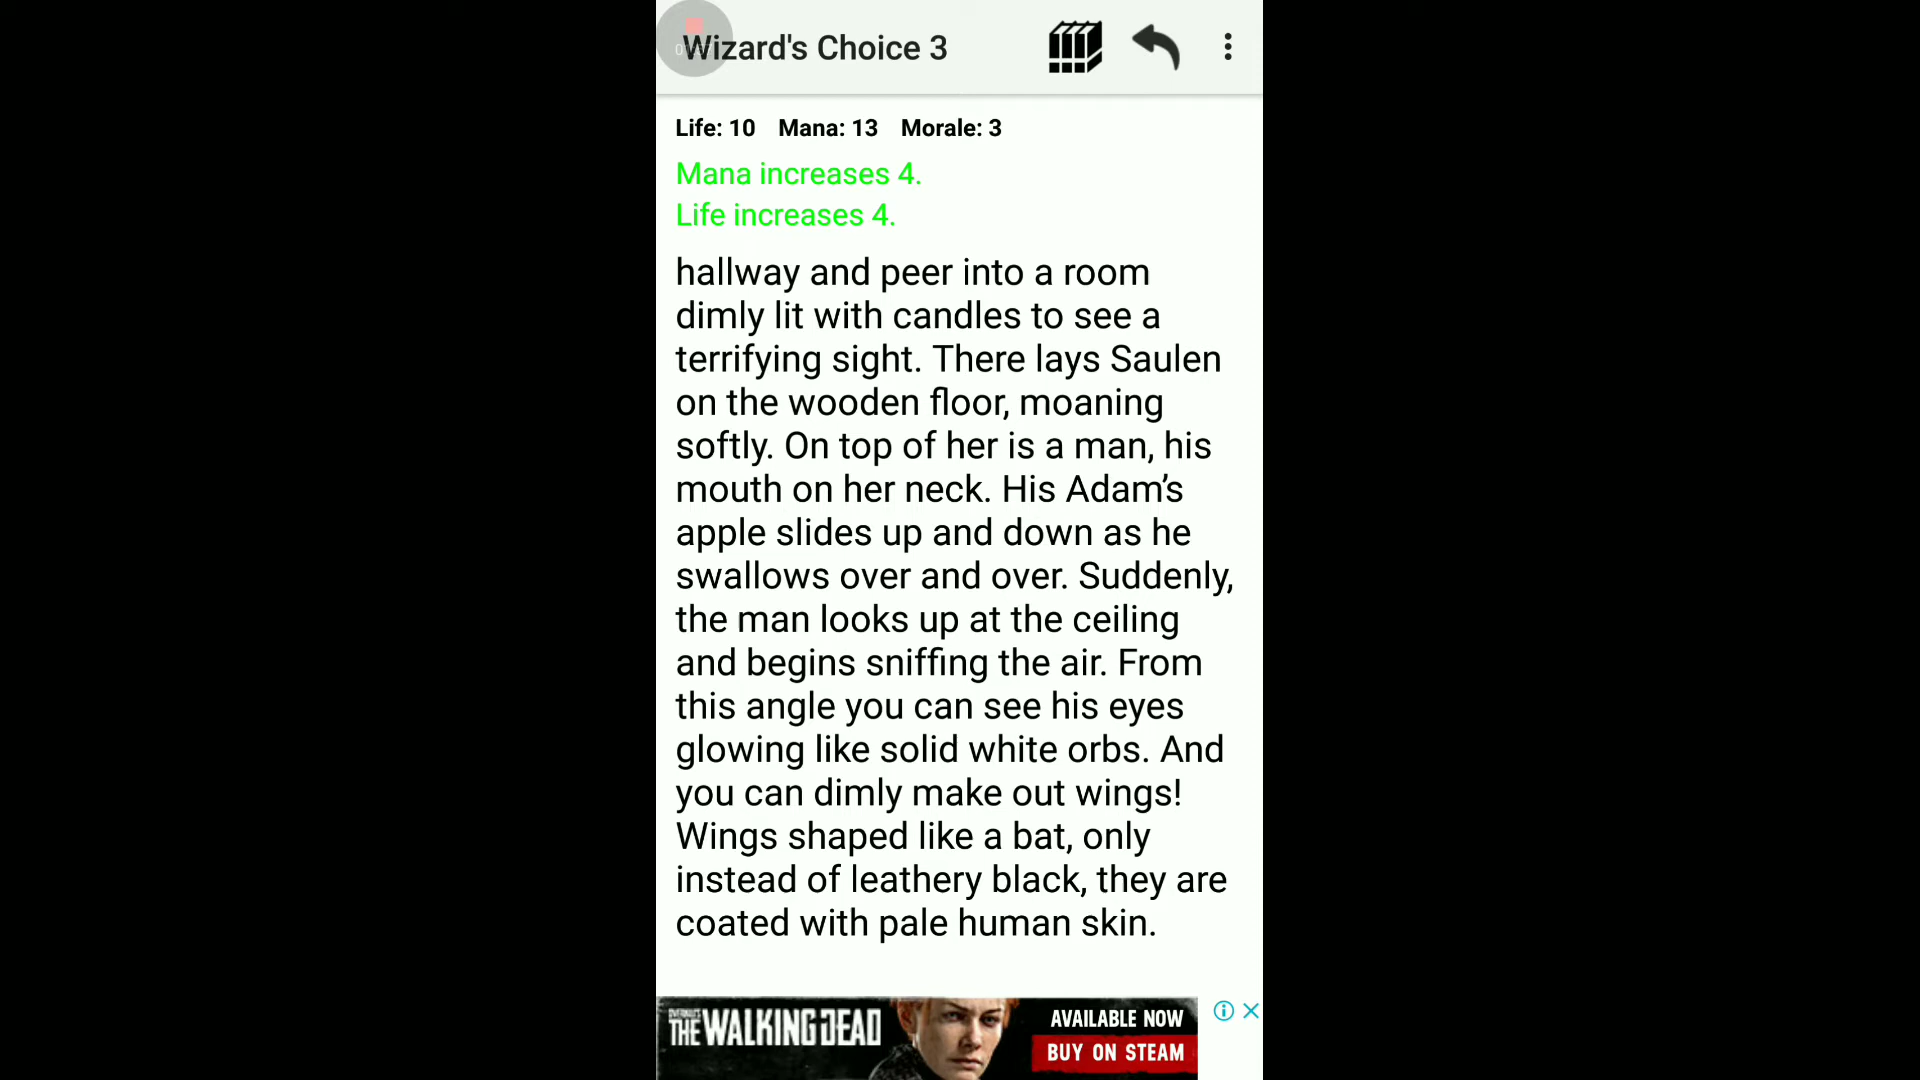 Wizard's Choice 3
Life: 10 Mana: 13 Morale: 3
Mana increases 4.
Life increases 4.
hallway and peer into a room
dimly lit with candles to see a
terrifying sight. There lays Saulen
on the wooden floor, moaning
softly. On top of her is a man, his
mouth on her neck. His Adam’s
apple slides up and down as he
swallows over and over. Suddenly,
the man looks up at the ceiling
and begins sniffing the air. From
this angle you can see his eyes
glowing like solid white orbs. And
you can dimly make out wings!
Wings shaped like a bat, only
instead of leathery black, they are
coated with pale human skin.
OVERKILL'S
THE WALKING DEAD
AVAILABLE NOW
BUY ON STEAM